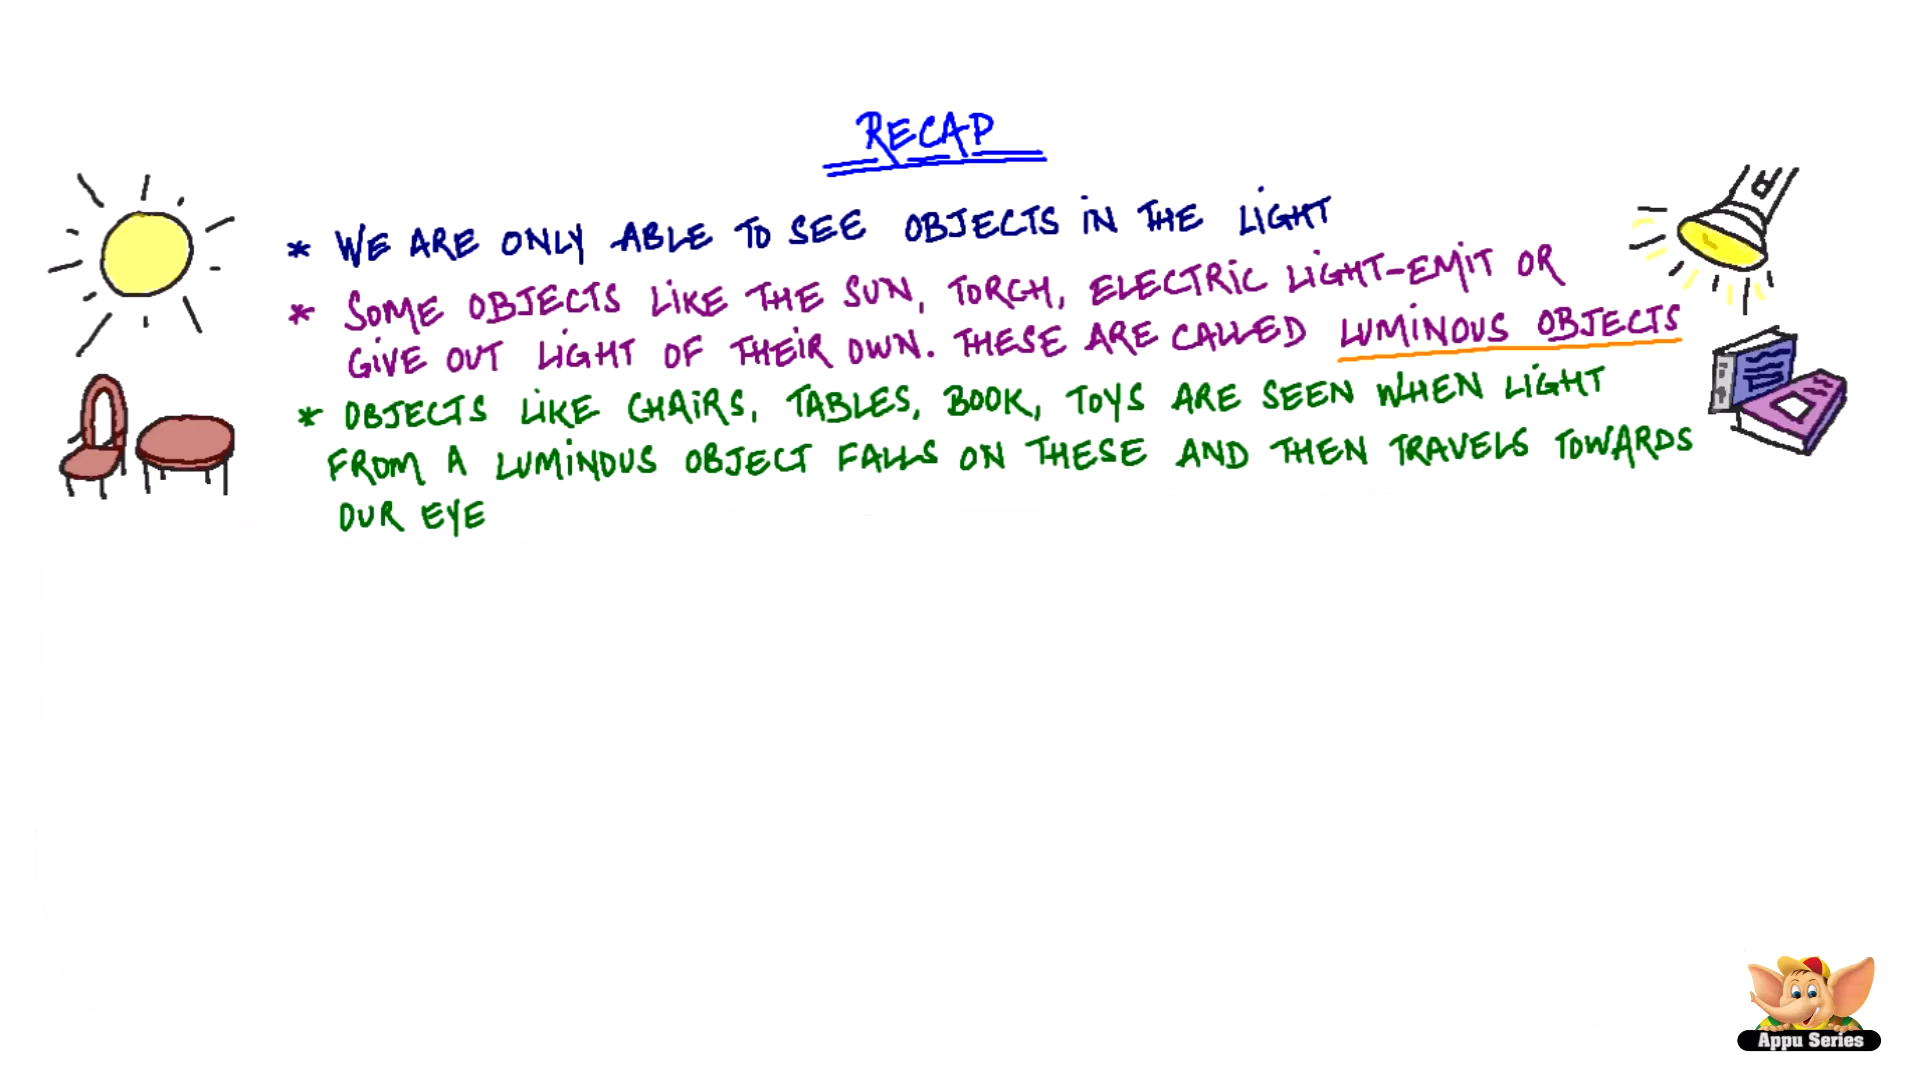 RECAP
* WE ARE ONLY ABLE TO SEE OBJECTS IN THE LIGHT
* SOME OBJECTS LIKE THE SUN, TORCH, ELECTRIC LIGHT-EMIT OR
GIVE OUT LIGHT OF THEIR OWN. THESE ARE CALLED LUMINOUS OBJECTS
* OBJECTS LIKE CHAIRS, TABLES, BOOK, TOYS ARE SEEN WHEN LIGHT
FROM A LUMINOUS OBJECT FALLS ON THESE AND THEN TRAVELS TOWARDS
OUR EYE
Appu Series